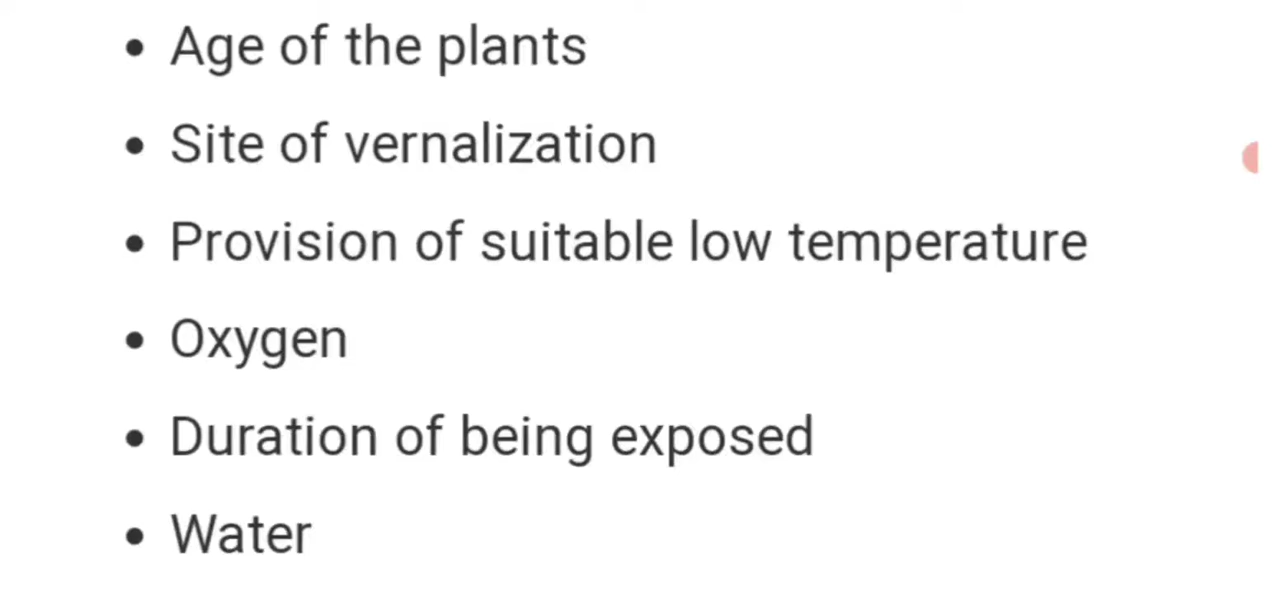 • Age of the plants
• Site of vernalization
• Provision of suitable low temperature
• Oxygen
• Duration of being exposed
• Water